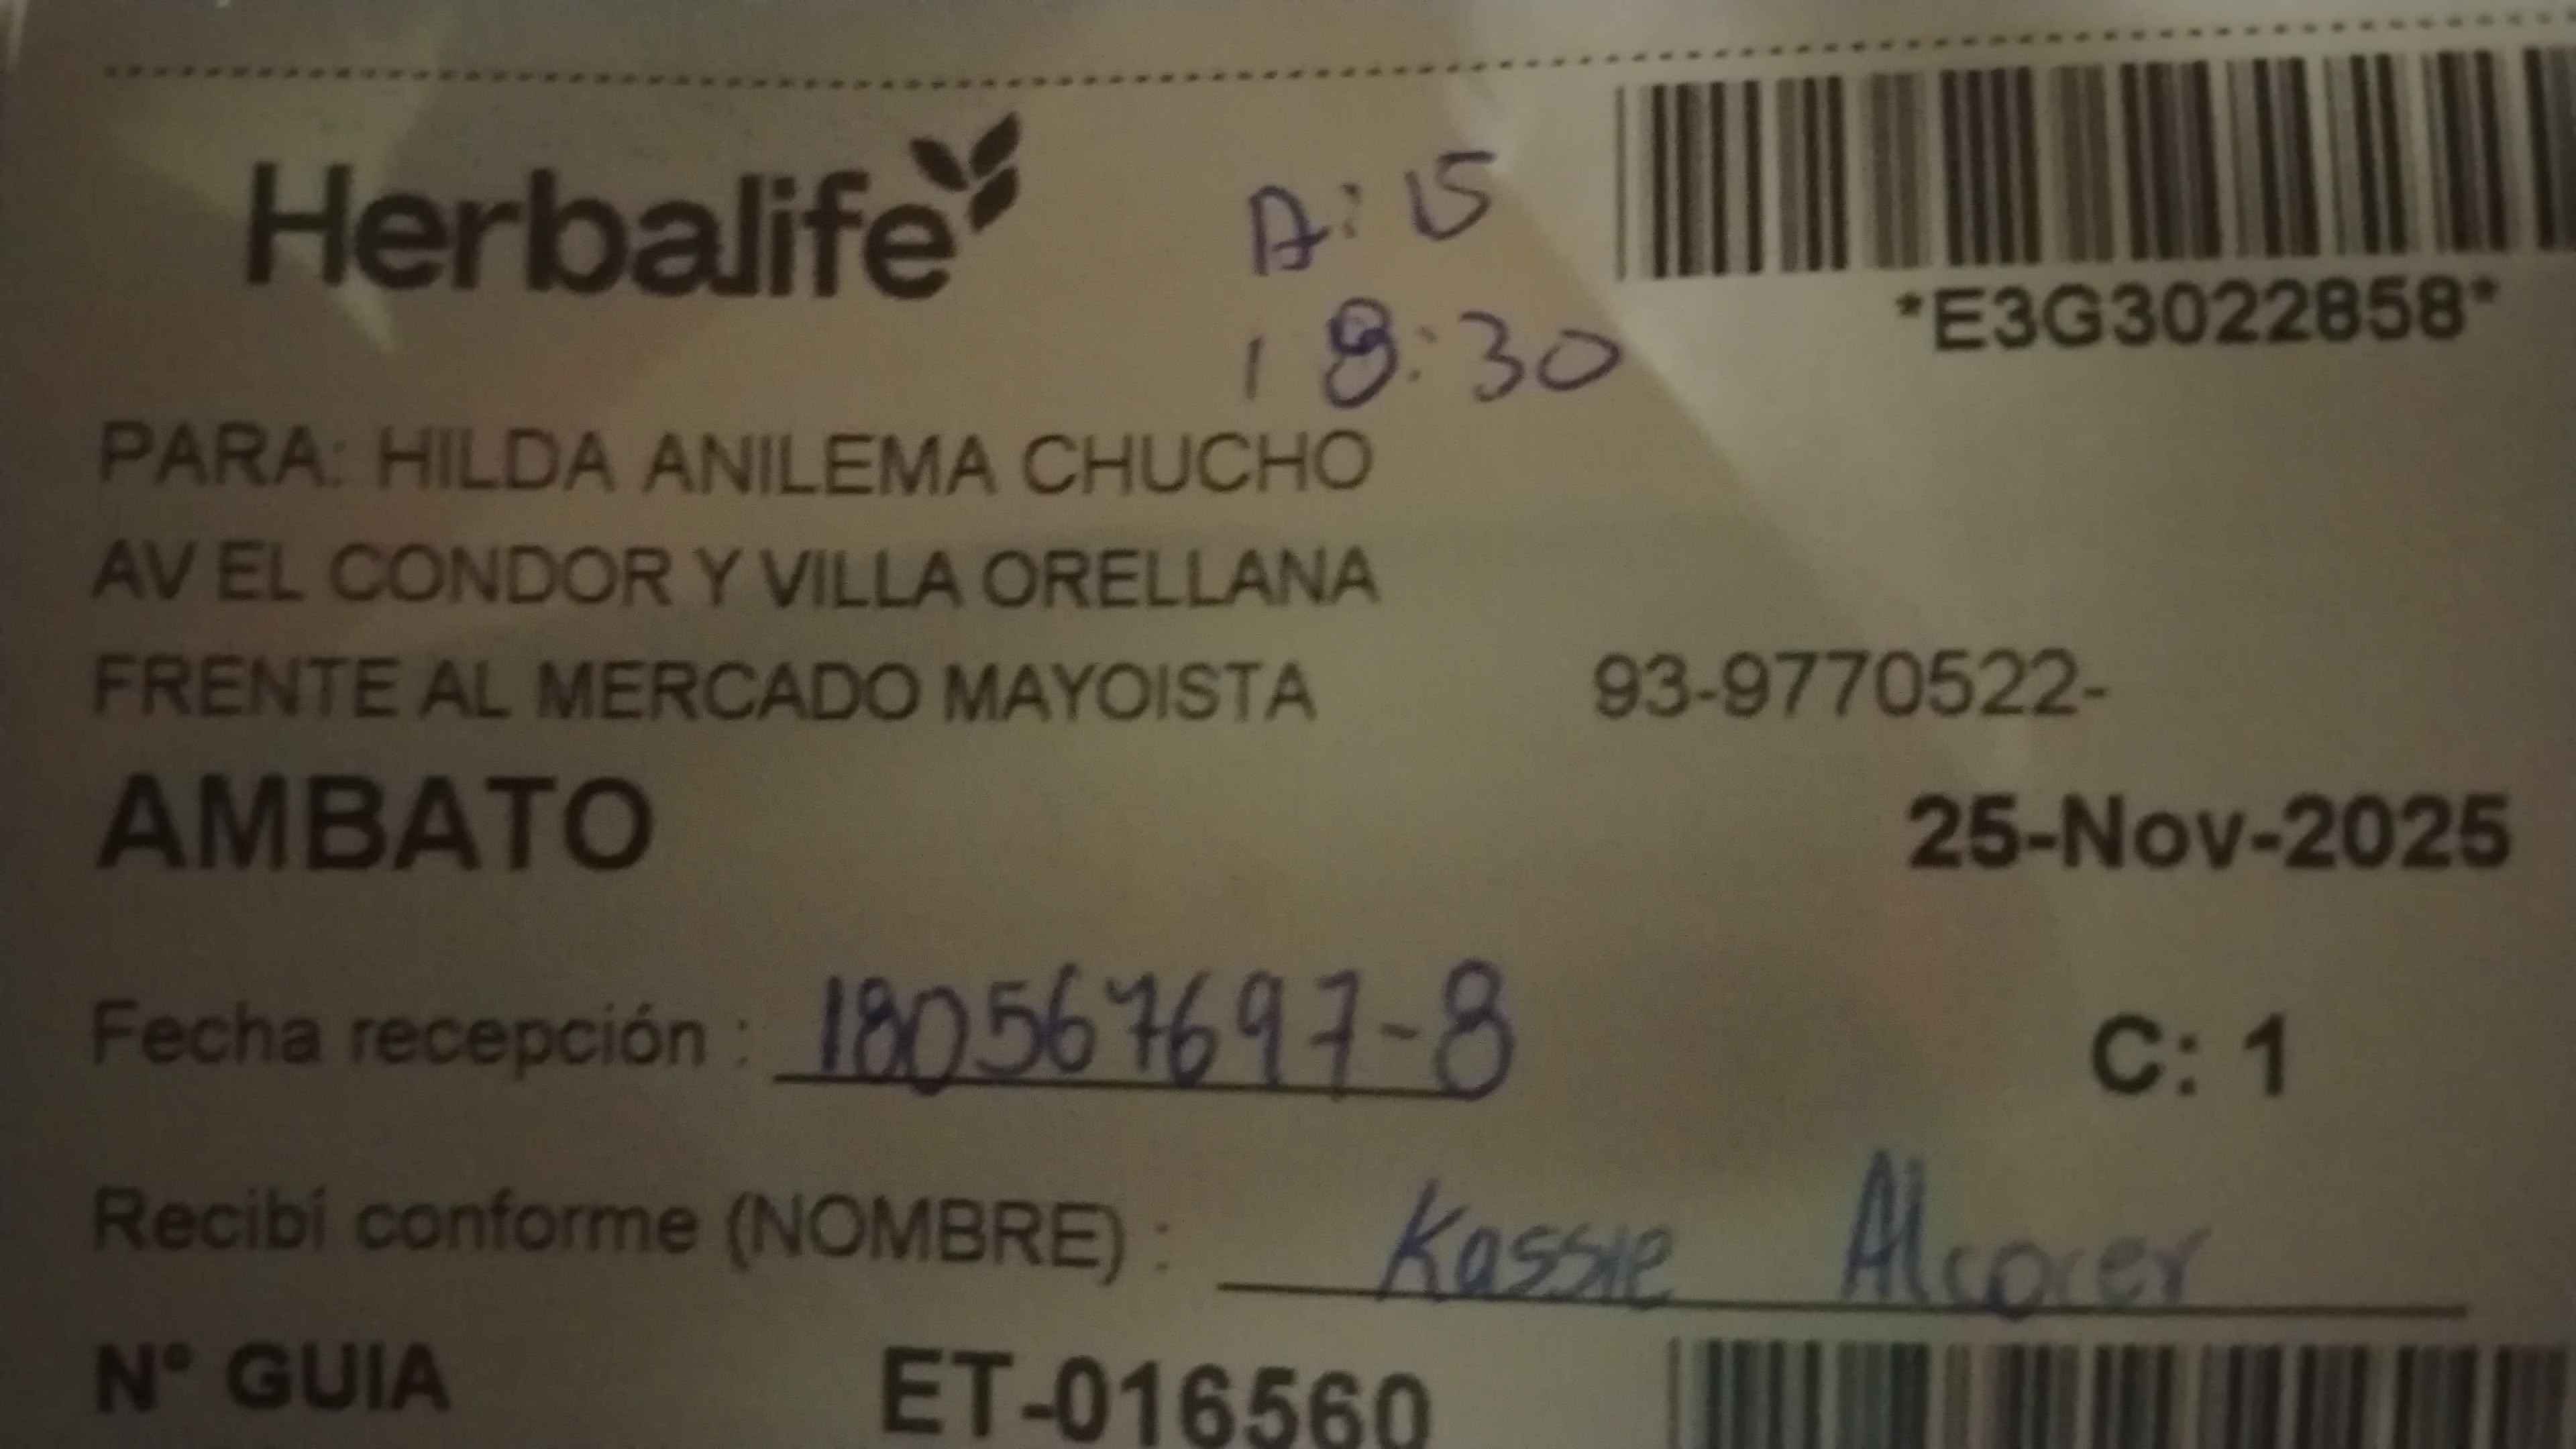 Herbalife
A: 15
18:30
*E3G3022858*
PARA: HILDA ANILEMA CHUCHO
AV EL CONDOR Y VILLA ORELLANA
FRENTE AL MERCADO MAYOISTA 93-9770522-
AMBATO 25-Nov-2025
Fecha recepción : 180567697-8 C: 1
Recibí conforme (NOMBRE) : Kassie Alcocer
N° GUIA ET-016560